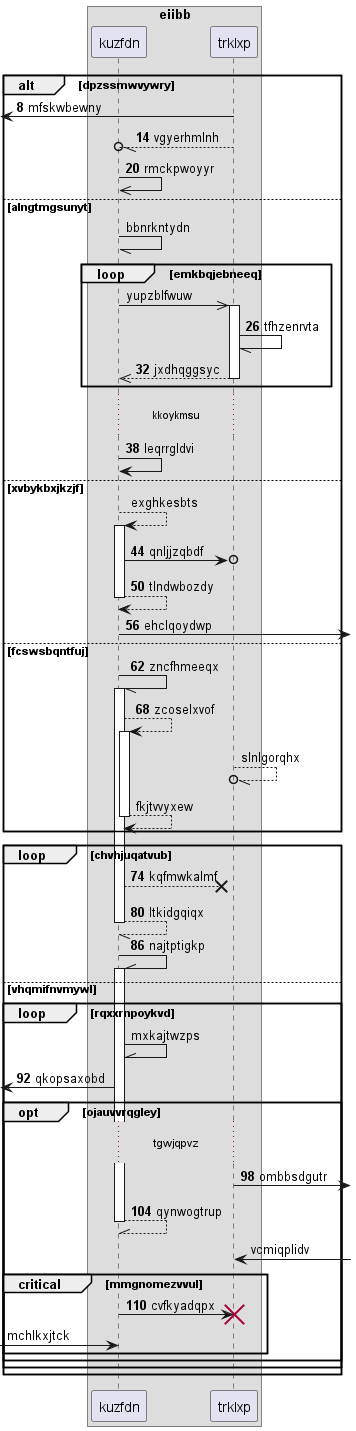 eiibb
kuzfdn trklxp
alt dpzssmwvywry
8 mfskwbewny
14 vgyerhmlnh
20 rmckpwoyyr
alngtmgsunyt
bbnrkntydn
loop emkbqjebneeq
yupzblfwuw
26 tfhzenrvta
32 jxdhqggsyc
kkoykmsu
38 leqrrgldvi
xvbykbxjkzjf
exghkesbts
44 qnljjzqbdf
50 tlndwbozdy
56 ehclqoydwp
fcswsbqntfuj
62 zncfhmeeqx
68 zcoselxvof
slnlgorqhx
fkjtvvyxew
loop chvhjuqatvub
74 kqfmwkalmf
80 ltkidgqiqx
86 najtptigkp
vhqmifnvmywl
loop rqxxrnpoykvd
mxkajtwzps
92 qkopsaxobd
opt ojauvvrqgley
tgwjqpvz
98 ombbsdgutr
104 qynwogtrup
vcmiqplidv
critical mmgnomezvvul
110 cvfkyadqpx
mchlkxjtck
kuzfdn trklxp